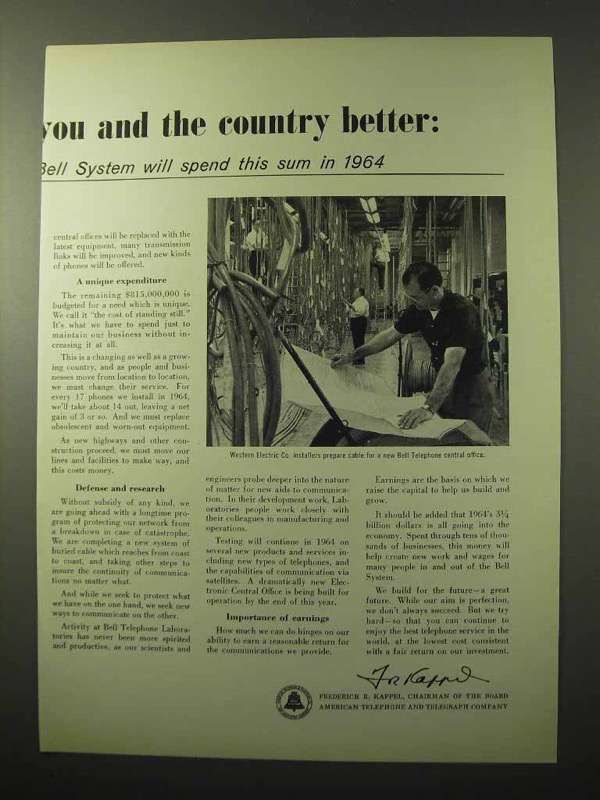 you and the country better:
Bell System will spend this sum in 1964
central offices will be replaced with the
latest equipment, many transmission
links will be improved, and new kinds
of phones will be offered.
A unique expenditure
The remaining $815,000,000 is
budgeted for a need which is unique.
We call it "the cost of standing still."
It's what we have to spend just to
maintain our business without in-
creasing it at all.
This is a changing as well as a grow-
ing country, and as people and busi-
nesses move from location to location,
we must change their service. For
every 17 phones we install in 1964,
we'll take about 14 out, leaving a net
gain of 3 or so. And we must replace
obsolescent and worn-out equipment.
As new highways and other con-
struction proceed, we must move our
lines and facilities to make way, and
this costs money.
Defense and research
Without subsidy of any kind, we
are going ahead with a longtime pro-
gram of protecting our network from
a breakdown in case of catastrophe.
We are completing a new system of
buried cable which reaches from coast
to coast, and taking other steps to
insure the continuity of communica-
tions no matter what.
And while we seek to protect what
we have on the one hand, we seek new
ways to communicate on the other.
Activity at Bell Telephone Labora-
tories has never been more spirited
and productive, as our scientists and
Western Electric Co. installers prepare cable for a new Bell Telephone central office.
engineers probe deeper into the nature
of matter for new aids to communica-
tion. In their development work, Lab-
oratories people work closely with
their colleagues in manufacturing and
operations.
Testing will continue in 1964 on
several new products and services in-
cluding new types of telephones, and
the capabilities of communication via
satellites. A dramatically new Elec-
tronic Central Office is being built for
operation by the end of this year.
Importance of earnings
How much we can do hinges on our
ability to earn a reasonable return for
the communications we provide.
Earnings are the basis on which we
raise the capital to help us build and
grow.
It should be added that 1964's 3¼
billion dollars is all going into the
economy. Spent through tens of thou-
sands of businesses, this money will
help create new work and wages for
many people in and out of the Bell
System.
We build for the future—a great
future. While our aim is perfection,
we don't always succeed. But we try
hard—so that you can continue to
enjoy the best telephone service in the
world, at the lowest cost consistent
with a fair return on our investment.
F R Kappel
FREDERICK R. KAPPEL, CHAIRMAN OF THE BOARD
AMERICAN TELEPHONE AND TELEGRAPH COMPANY